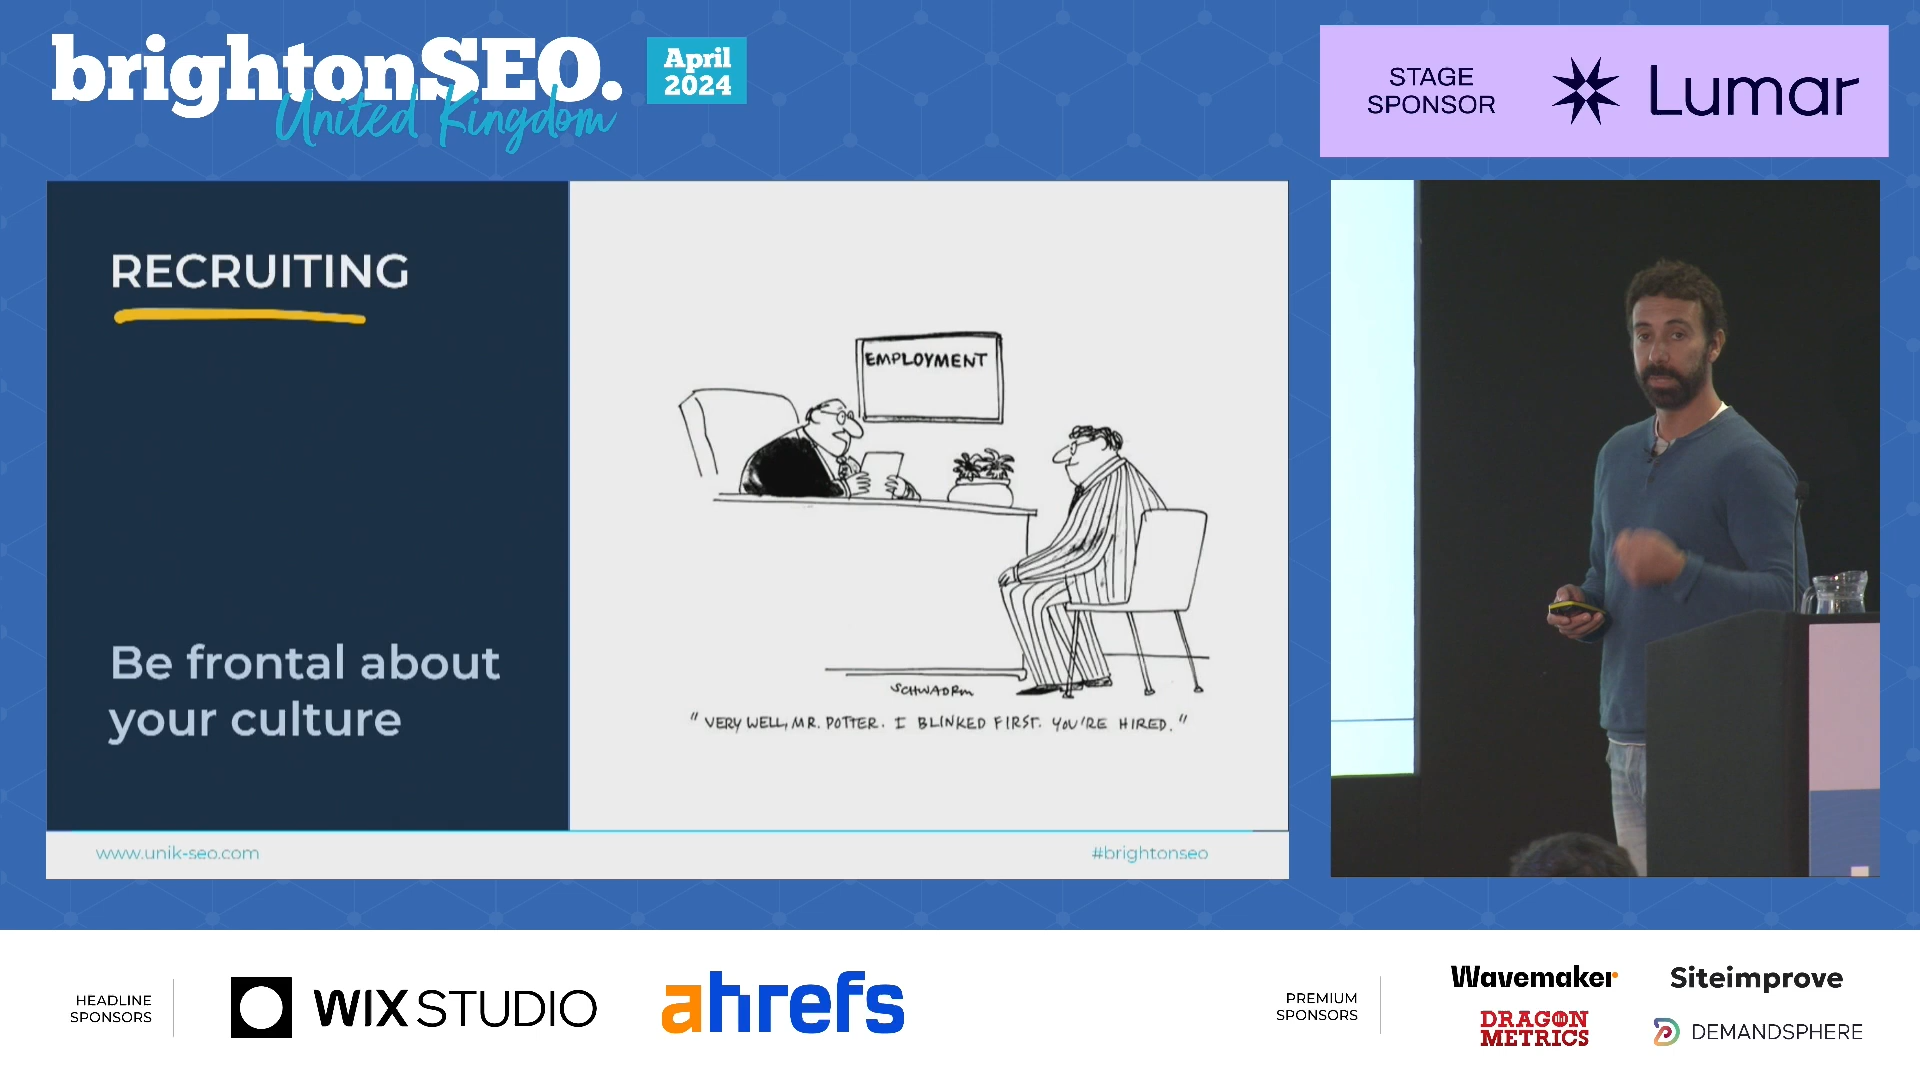 brightonSEO.
United Kingdom
April
2024
STAGE
SPONSOR
Lumar
RECRUITING
Be frontal about
your culture
EMPLOYMENT
SCHWADRON
"VERY WELL, MR. POTTER. I BLINKED FIRST. YOU'RE HIRED."
www.unik-seo.com
#brightonseo
HEADLINE
SPONSORS
WIX STUDIO
ahrefs
PREMIUM
SPONSORS
Wavemaker
Siteimprove
DRAGON
METRICS
DEMANDSPHERE